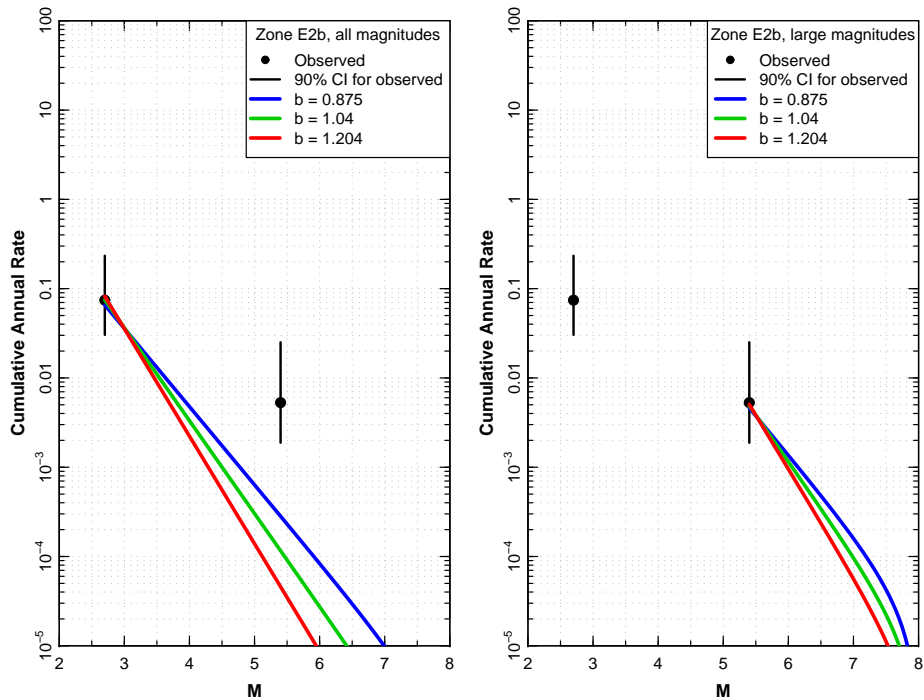 Zone E2b, all magnitudes
Observed
90% CI for observed
b = 0.875
b = 1.04
b = 1.204
Cumulative Annual Rate
100
10
1
0.1
0.01
10⁻³
10⁻⁴
10⁻⁵
2 3 4 5 6 7 8
M
Zone E2b, large magnitudes
Observed
90% CI for observed
b = 0.875
b = 1.04
b = 1.204
Cumulative Annual Rate
100
10
1
0.1
0.01
10⁻³
10⁻⁴
10⁻⁵
2 3 4 5 6 7 8
M